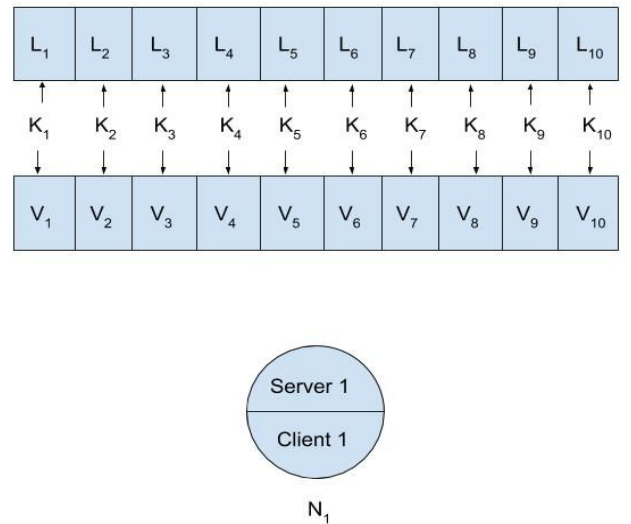 L1 L2 L3 L4 L5 L6 L7 L8 L9 L10
K1 K2 K3 K4 K5 K6 K7 K8 K9 K10
V1 V2 V3 V4 V5 V6 V7 V8 V9 V10
Server 1
Client 1
N1